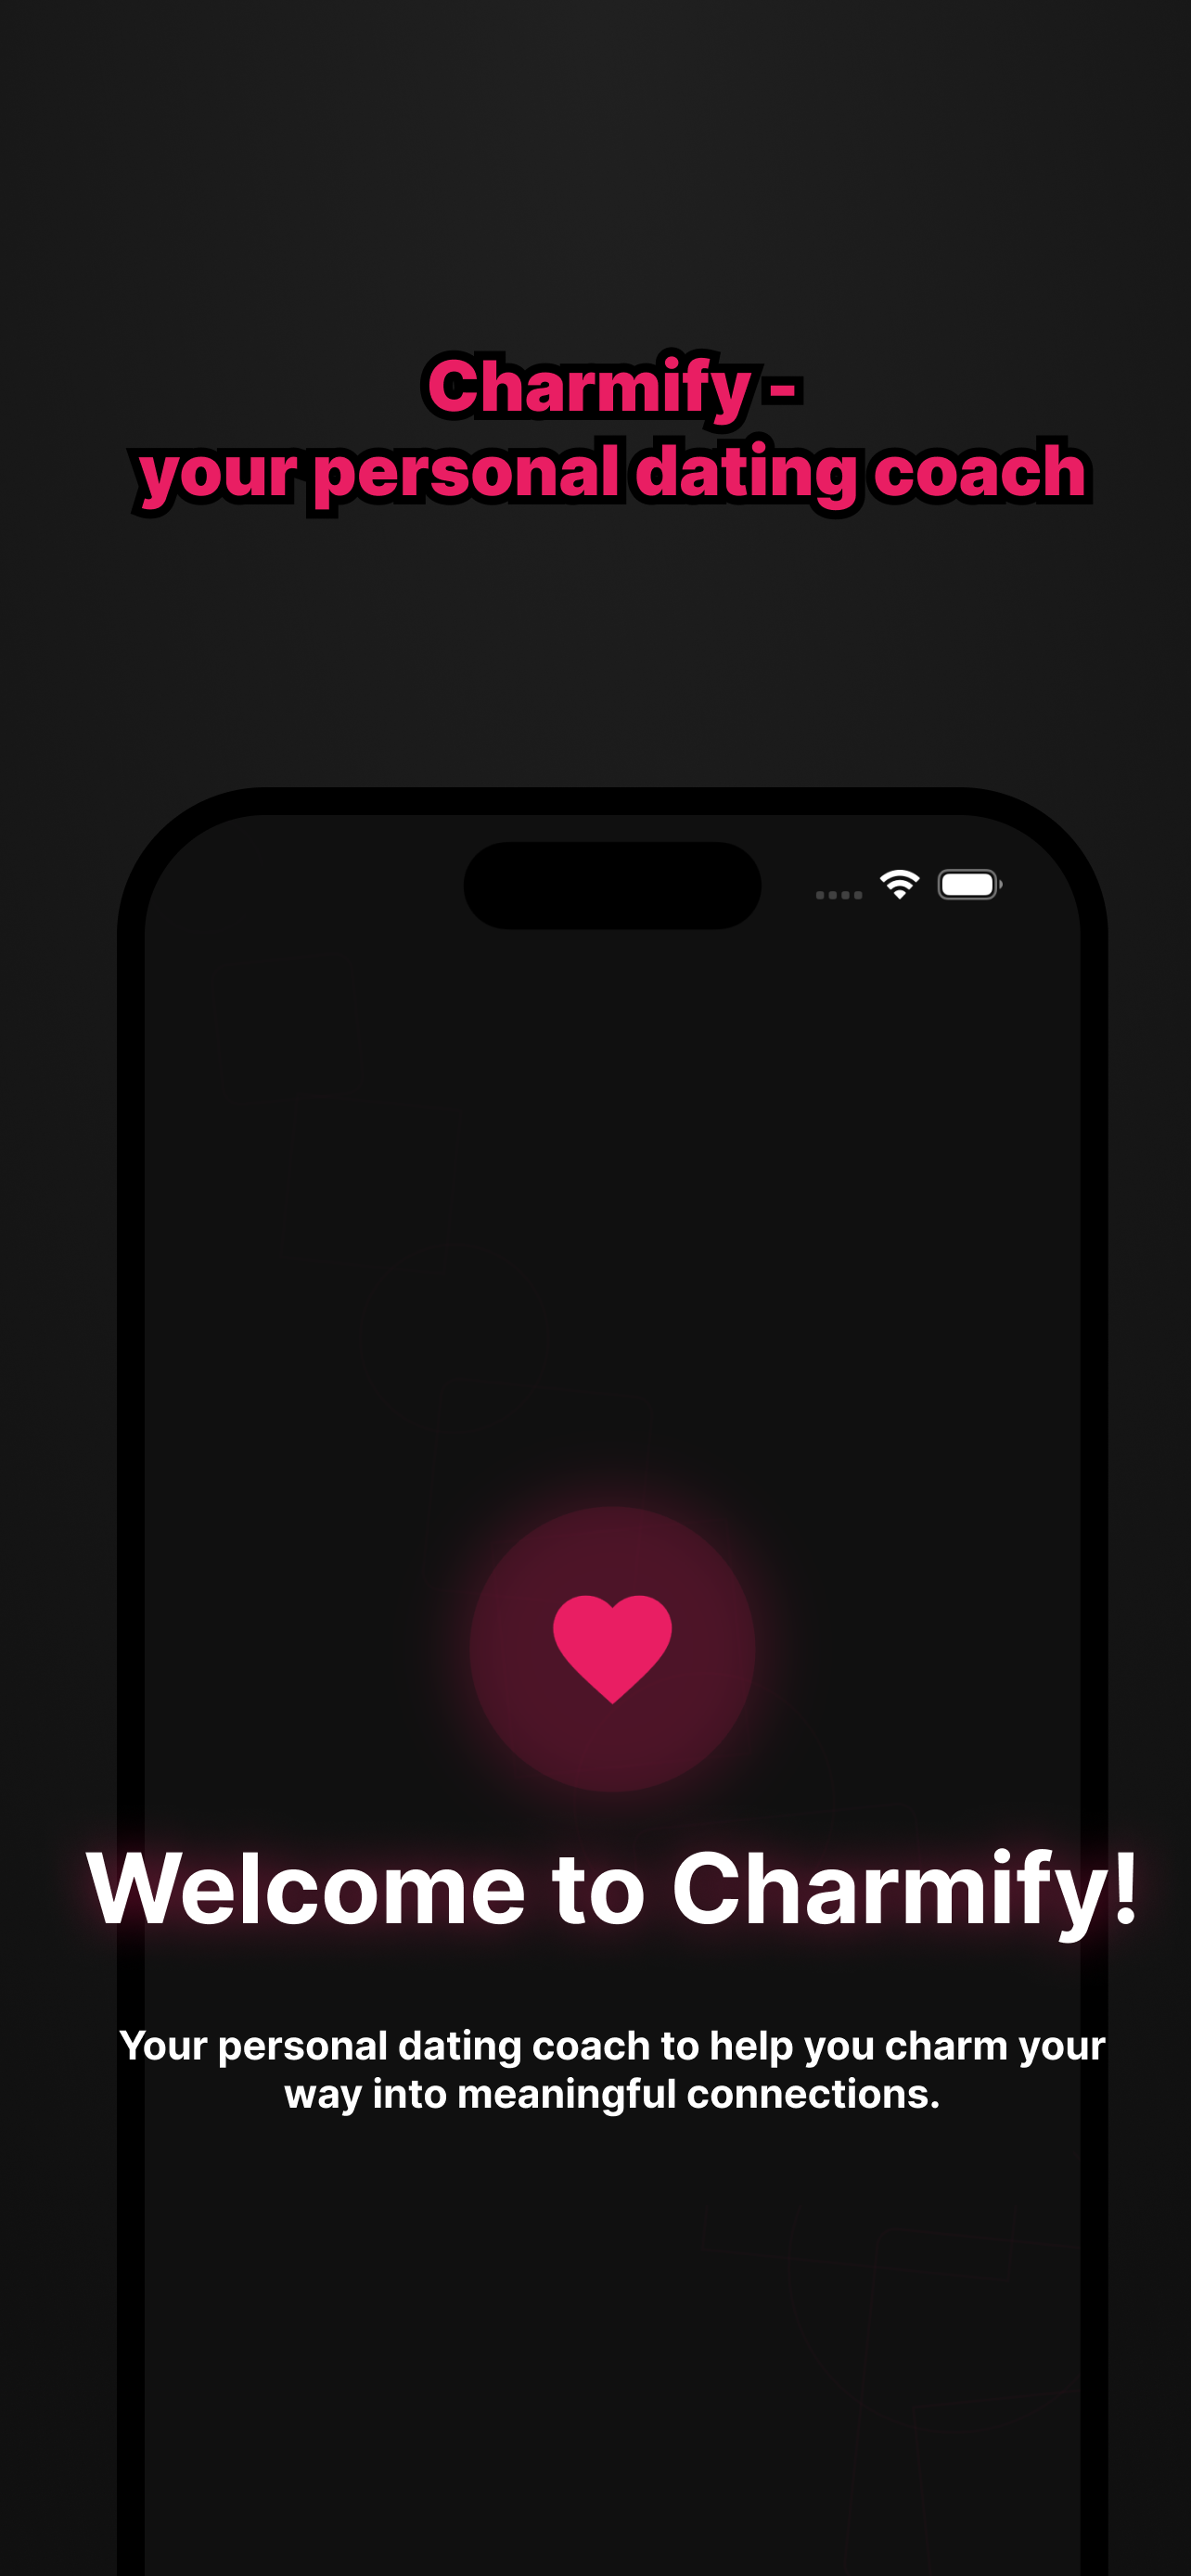 Charmify -
your personal dating coach
Welcome to Charmify!
Your personal dating coach to help you charm your
way into meaningful connections.